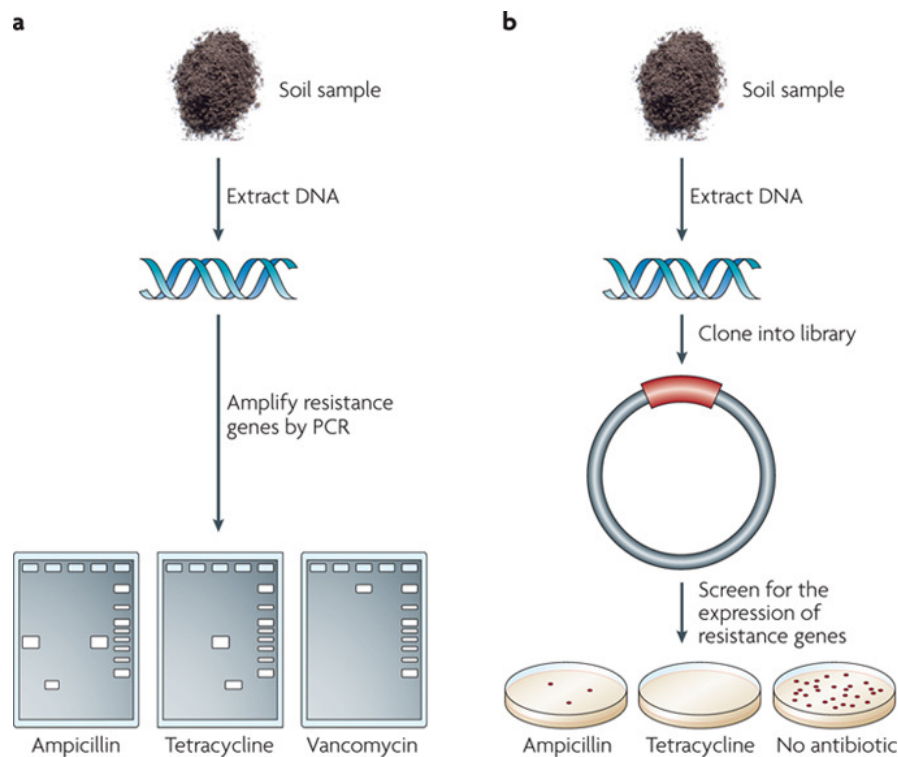 a
Soil sample
Extract DNA
Amplify resistance
genes by PCR
Ampicillin
Tetracycline
Vancomycin
b
Soil sample
Extract DNA
Clone into library
Screen for the
expression of
resistance genes
Ampicillin
Tetracycline
No antibiotic